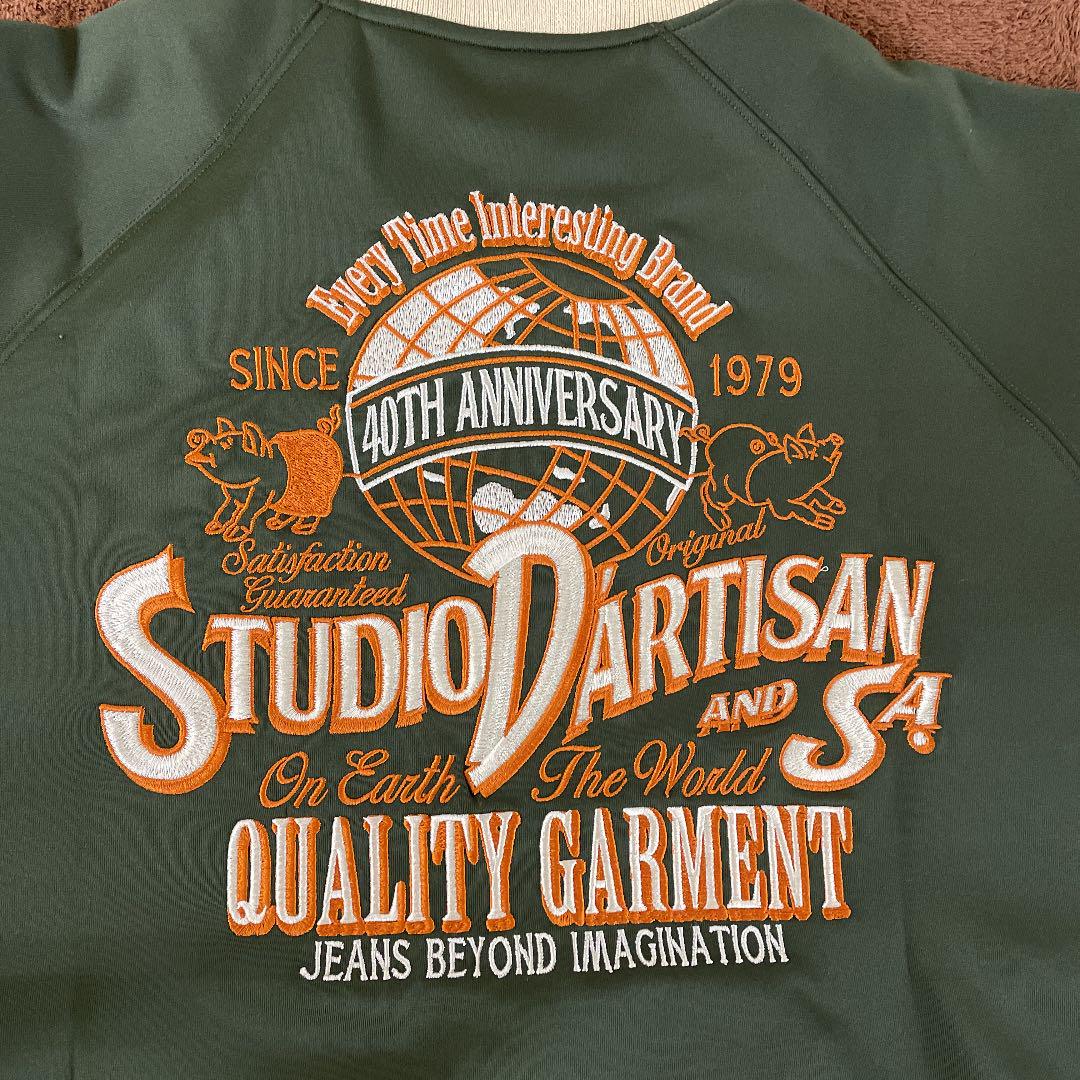 Every Time Interesting Brand
SINCE 1979
40TH ANNIVERSARY
Satisfaction
Guaranteed
Original
STUDIO D'ARTISAN
AND S.A.
On Earth The World
QUALITY GARMENT
JEANS BEYOND IMAGINATION